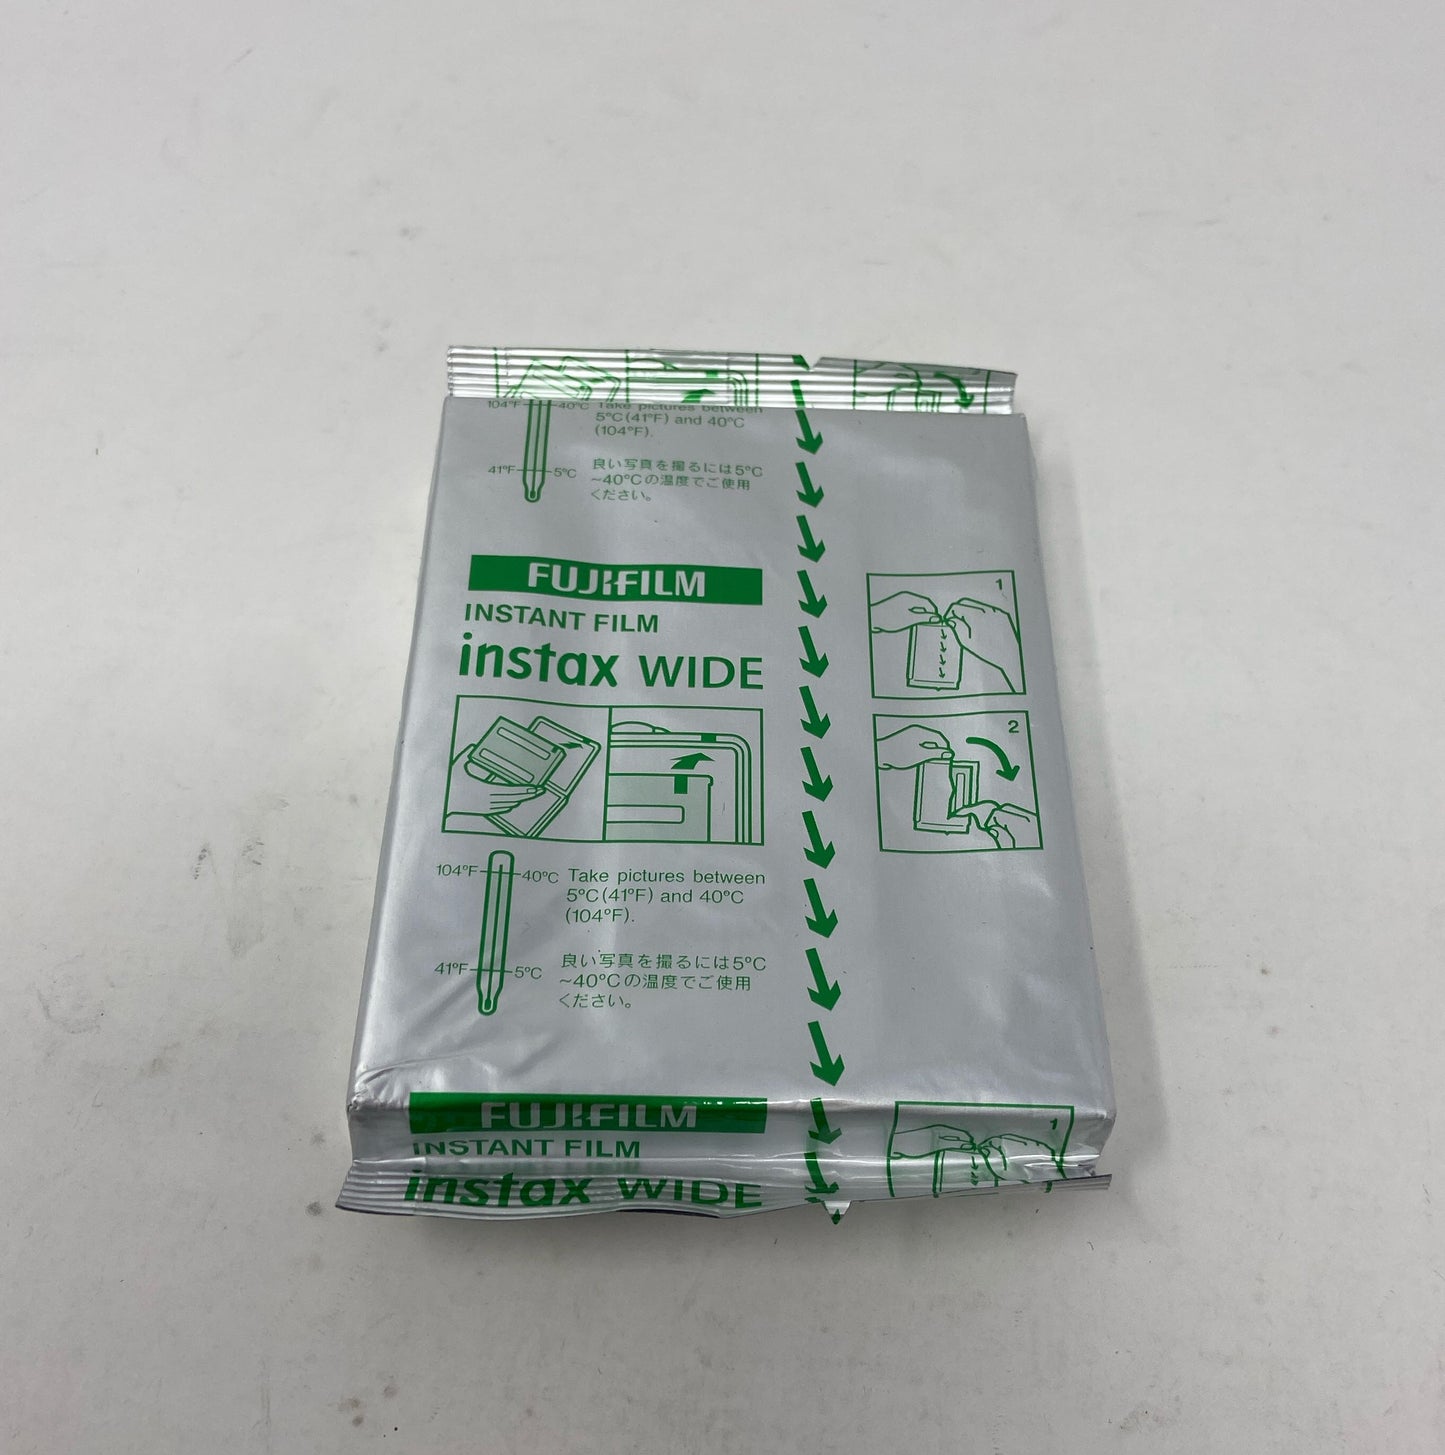 104°F
40°C
Take pictures between
5°C(41°F) and 40°C
(104°F).
41°F
5°C
良い写真を撮るには5°C
~40°Cの温度でご使用
ください。
FUJIFILM
INSTANT FILM
instax WIDE
1
2
104°F
40°C
Take pictures between
5°C(41°F) and 40°C
(104°F).
41°F
5°C
良い写真を撮るには5°C
~40°Cの温度でご使用
ください。
FUJIFILM
INSTANT FILM
instax WIDE
1